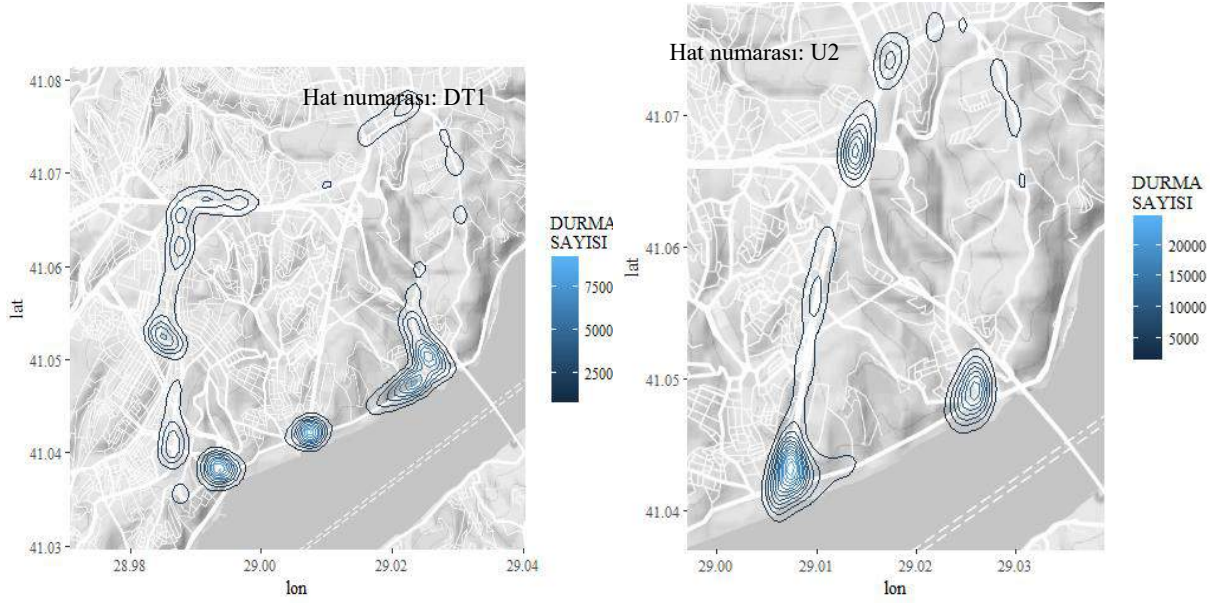 Hat numarası: DT1
41.08
41.07
41.06
41.05
41.04
41.03
lat
28.98
29.00
29.02
29.04
lon
DURMA
SAYISI
7500
5000
2500
Hat numarası: U2
41.07
41.06
41.05
41.04
lat
29.00
29.01
29.02
29.03
lon
DURMA
SAYISI
20000
15000
10000
5000